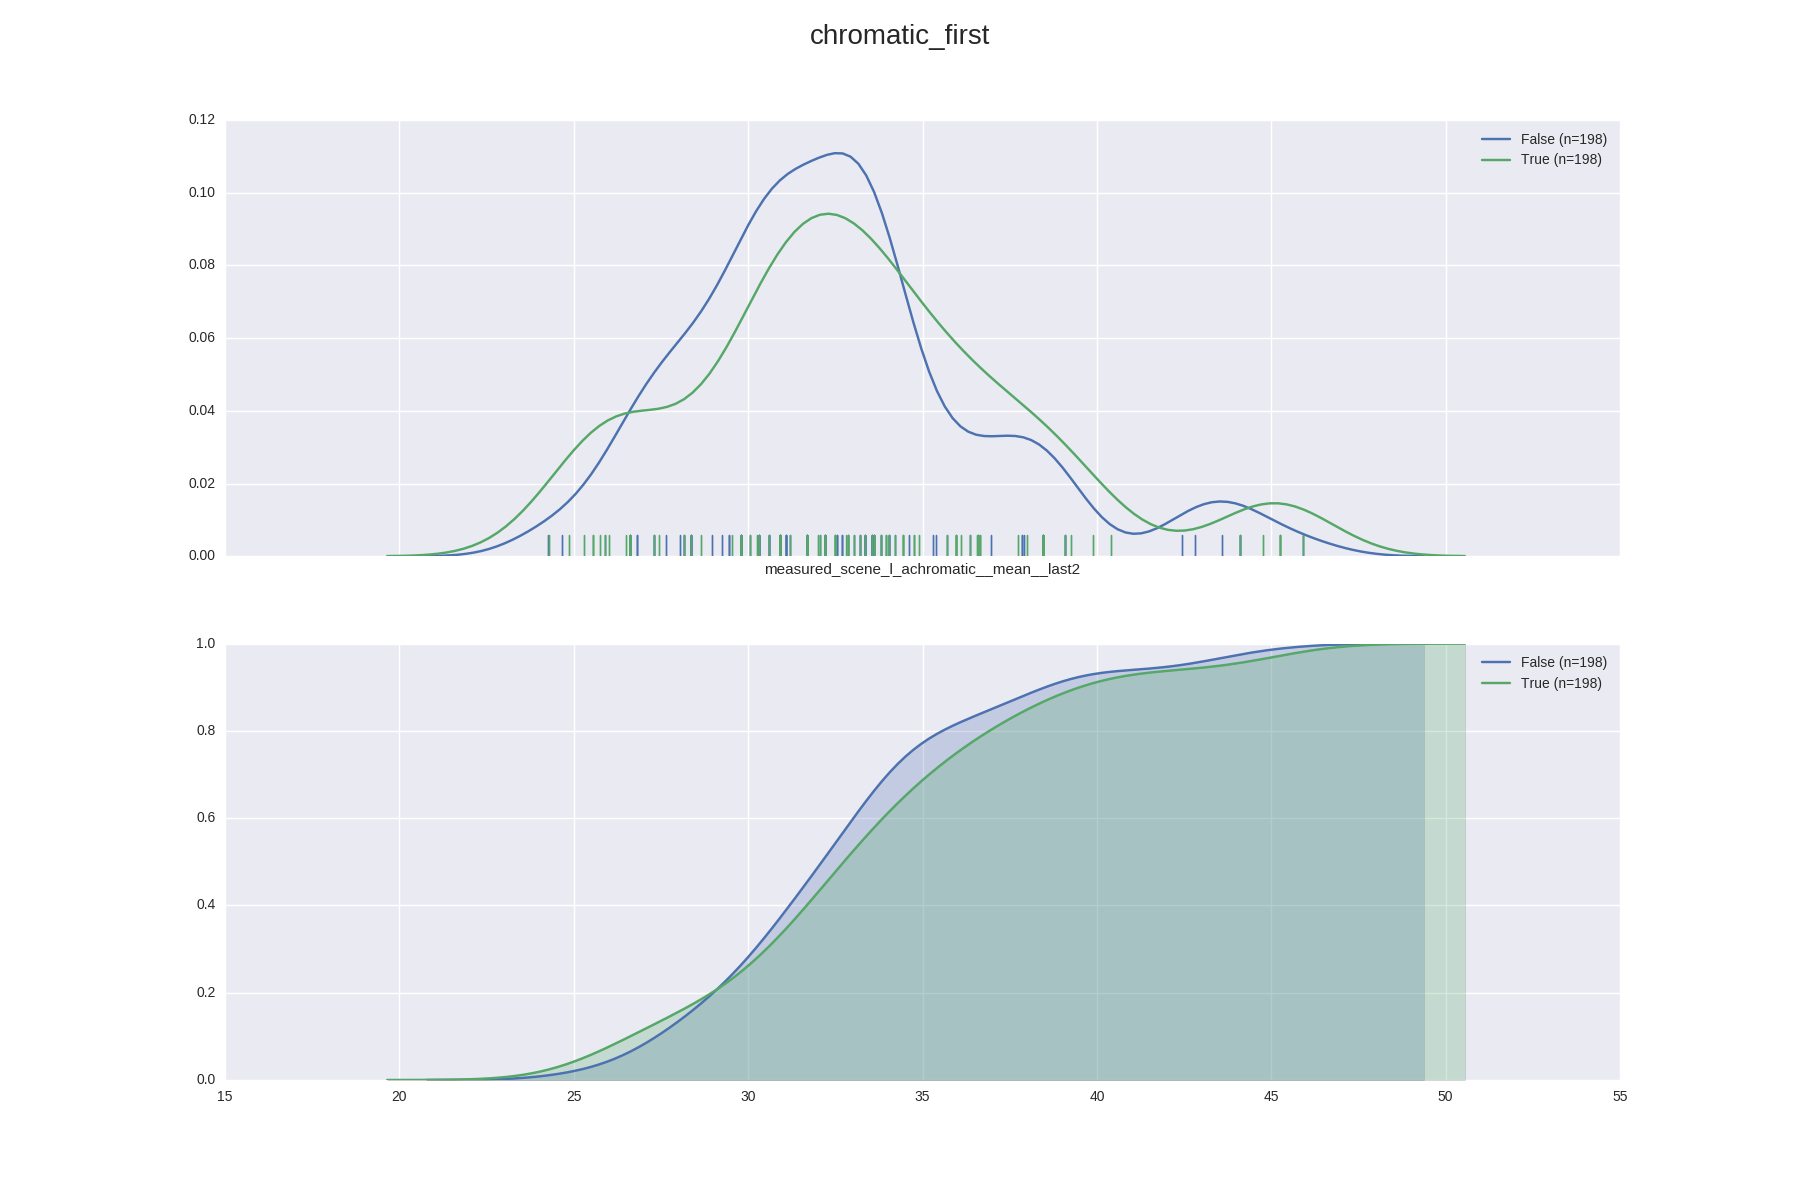 chromatic_first
0.12
0.10
0.08
0.06
0.04
0.02
0.00
False (n=198)
True (n=198)
measured_scene_l_achromatic__mean__last2
1.0
0.8
0.6
0.4
0.2
0.0
False (n=198)
True (n=198)
15 20 25 30 35 40 45 50 55